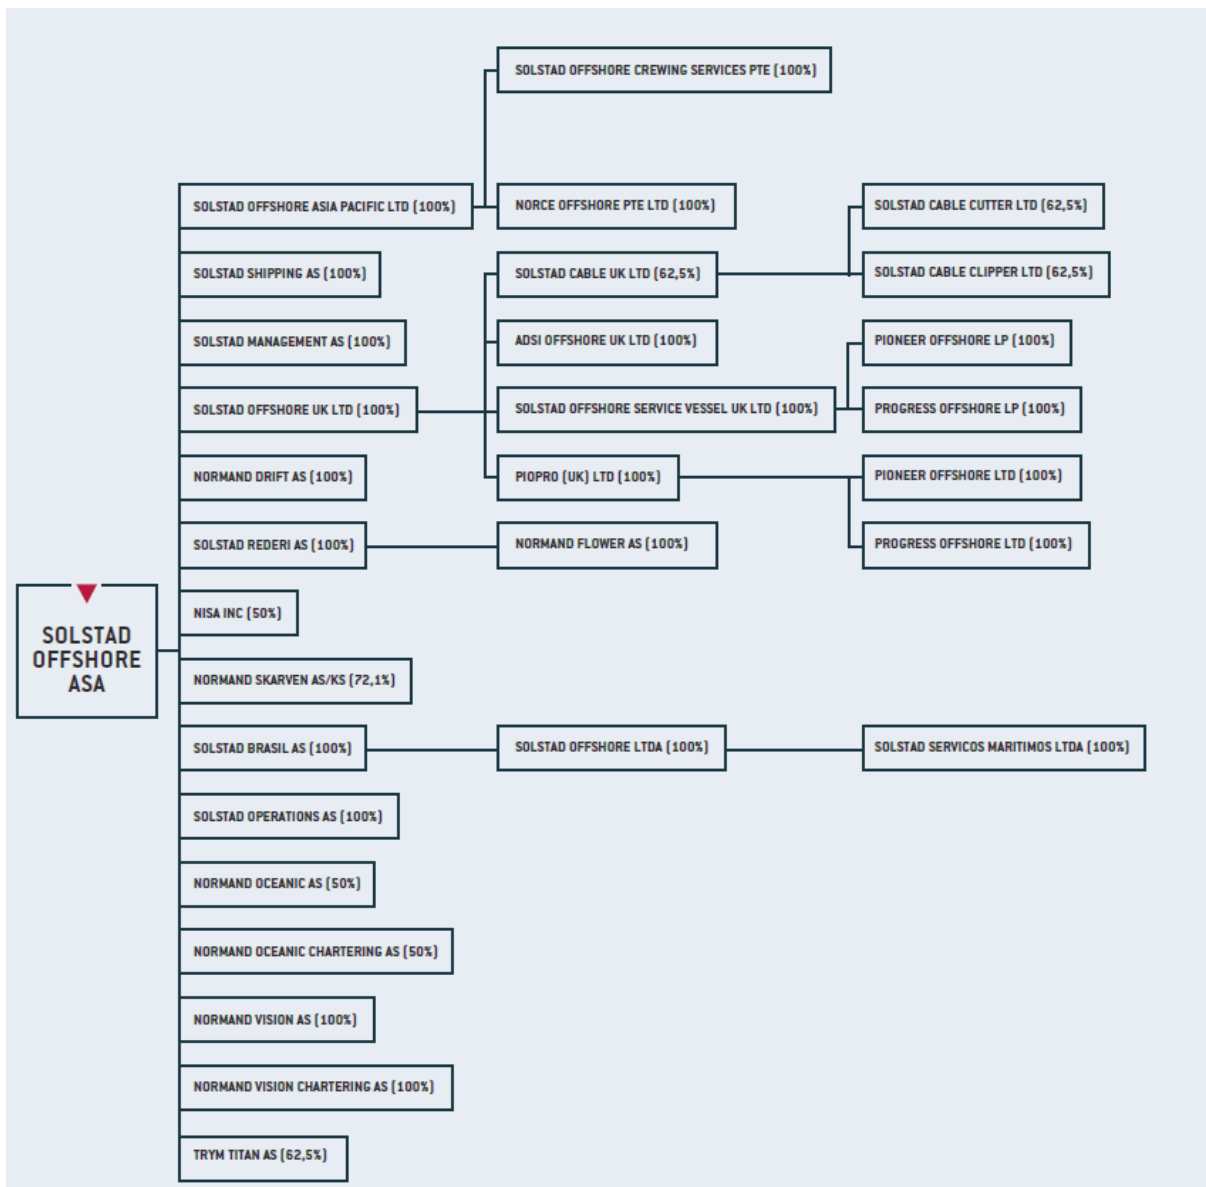 SOLSTAD OFFSHORE CREWING SERVICES PTE (100%)
SOLSTAD OFFSHORE ASIA PACIFIC LTD (100%)
NORCE OFFSHORE PTE LTD (100%)
SOLSTAD CABLE CUTTER LTD (62,5%)
SOLSTAD SHIPPING AS (100%)
SOLSTAD CABLE UK LTD (62,5%)
SOLSTAD CABLE CLIPPER LTD (62,5%)
SOLSTAD MANAGEMENT AS (100%)
ADSI OFFSHORE UK LTD (100%)
PIONEER OFFSHORE LP (100%)
SOLSTAD OFFSHORE UK LTD (100%)
SOLSTAD OFFSHORE SERVICE VESSEL UK LTD (100%)
PROGRESS OFFSHORE LP (100%)
NORMAND DRIFT AS (100%)
PIOPRO (UK) LTD (100%)
PIONEER OFFSHORE LTD (100%)
SOLSTAD REDERI AS (100%)
NORMAND FLOWER AS (100%)
PROGRESS OFFSHORE LTD (100%)
NISA INC (50%)
SOLSTAD
OFFSHORE
ASA
NORMAND SKARVEN AS/KS (72,1%)
SOLSTAD BRASIL AS (100%)
SOLSTAD OFFSHORE LTDA (100%)
SOLSTAD SERVICOS MARITIMOS LTDA (100%)
SOLSTAD OPERATIONS AS (100%)
NORMAND OCEANIC AS (50%)
NORMAND OCEANIC CHARTERING AS (50%)
NORMAND VISION AS (100%)
NORMAND VISION CHARTERING AS (100%)
TRYM TITAN AS (62,5%)